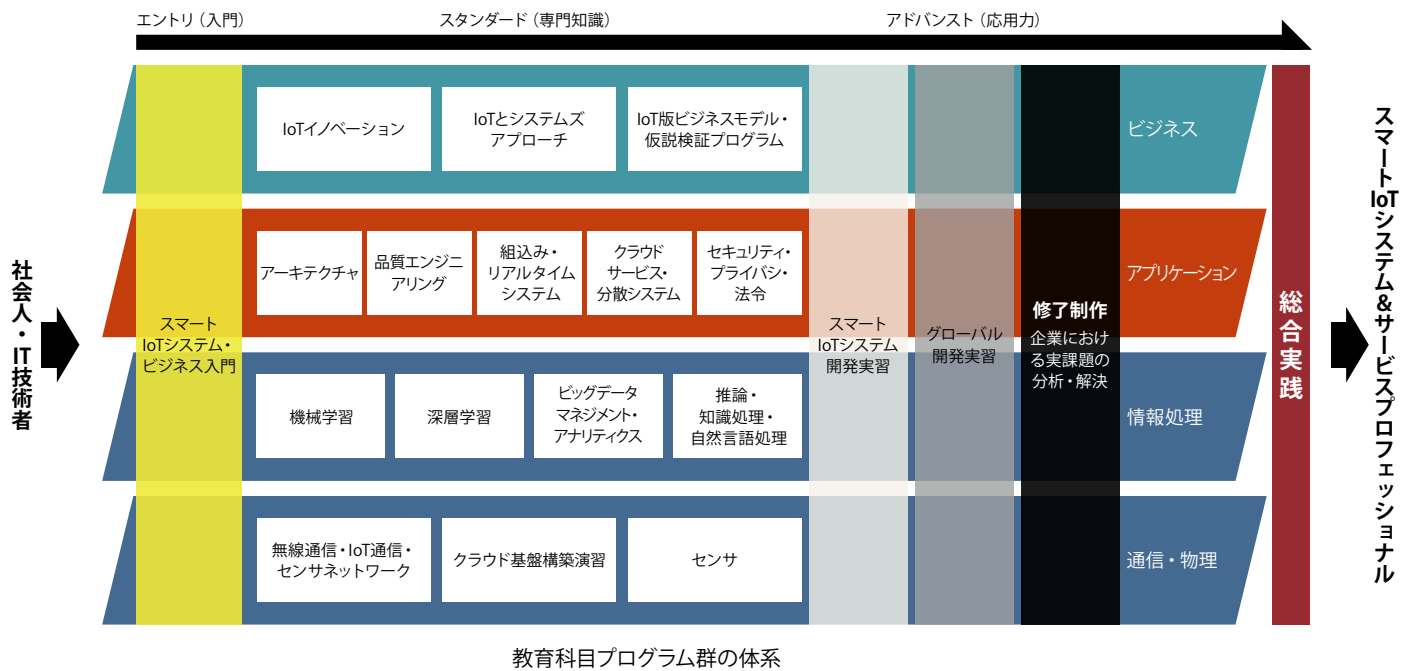 エントリ（入門）
スタンダード（専門知識）
アドバンスト（応用力）
社会人・IT技術者
スマート
IoTシステム・
ビジネス入門
IoTイノベーション
IoTとシステムズ
アプローチ
IoT版ビジネスモデル・
仮説検証プログラム
ビジネス
アーキテクチャ
品質エンジニ
アリング
組込み・
リアルタイム
システム
クラウド
サービス・
分散システム
セキュリティ・
プライバシ・
法令
アプリケーション
機械学習
深層学習
ビッグデータ
マネジメント・
アナリティクス
推論・
知識処理・
自然言語処理
情報処理
無線通信・IoT通信・
センサネットワーク
クラウド基盤構築演習
センサ
通信・物理
スマート
IoTシステム
開発実習
グローバル
開発実習
修了制作
企業におけ
る実課題の
分析・解決
総合実践
スマートIoTシステム&サービスプロフェッショナル
教育科目プログラム群の体系